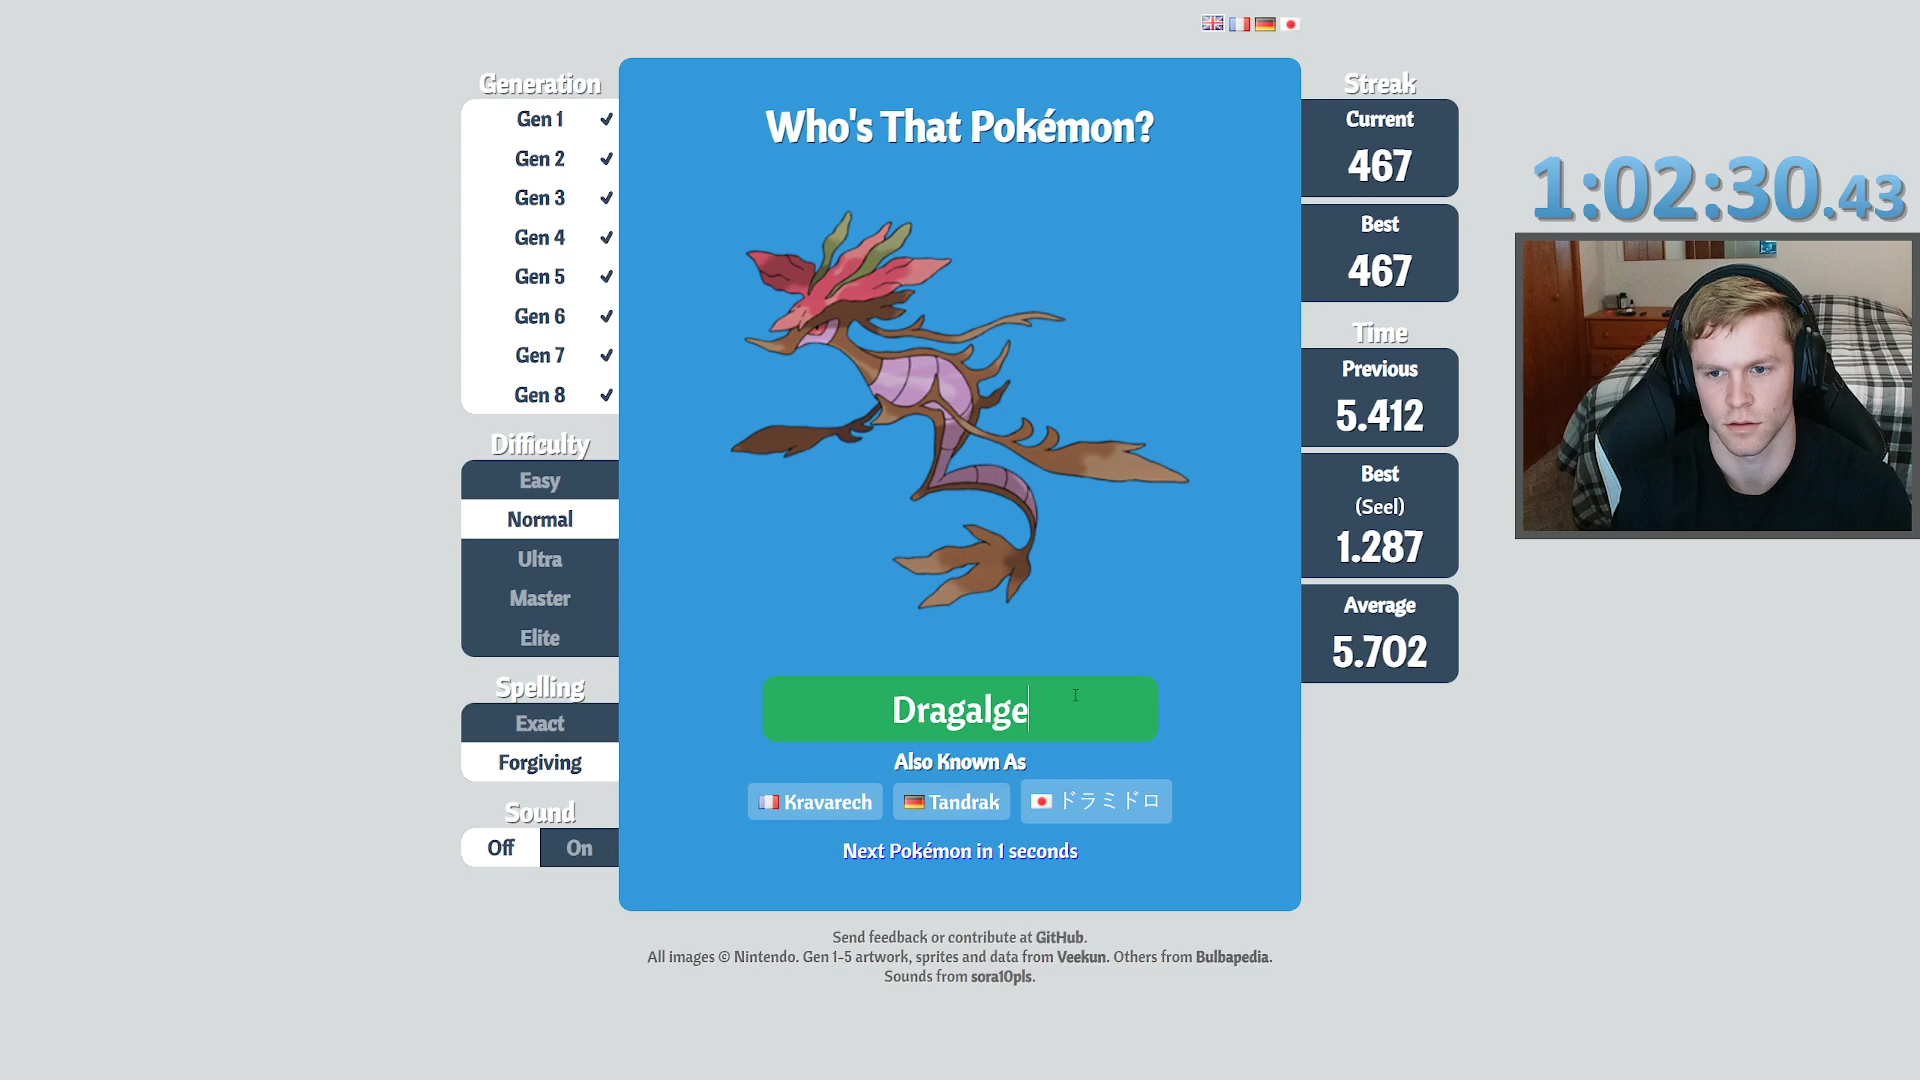 Generation
Gen 1
Gen 2
Gen 3
Gen 4
Gen 5
Gen 6
Gen 7
Gen 8
Difficulty
Easy
Normal
Ultra
Master
Elite
Spelling
Exact
Forgiving
Sound
Off On
Who's That Pokémon?
Dragalge
Also Known As
Kravarech Tandrak ドラミドロ
Next Pokémon in 1 seconds
Streak
Current
467
Best
467
Time
Previous
5.412
Best
(Seel)
1.287
Average
5.702
1:02:30.43
Send feedback or contribute at GitHub.
All images © Nintendo. Gen 1-5 artwork, sprites and data from Veekun. Others from Bulbapedia.
Sounds from sora10pls.